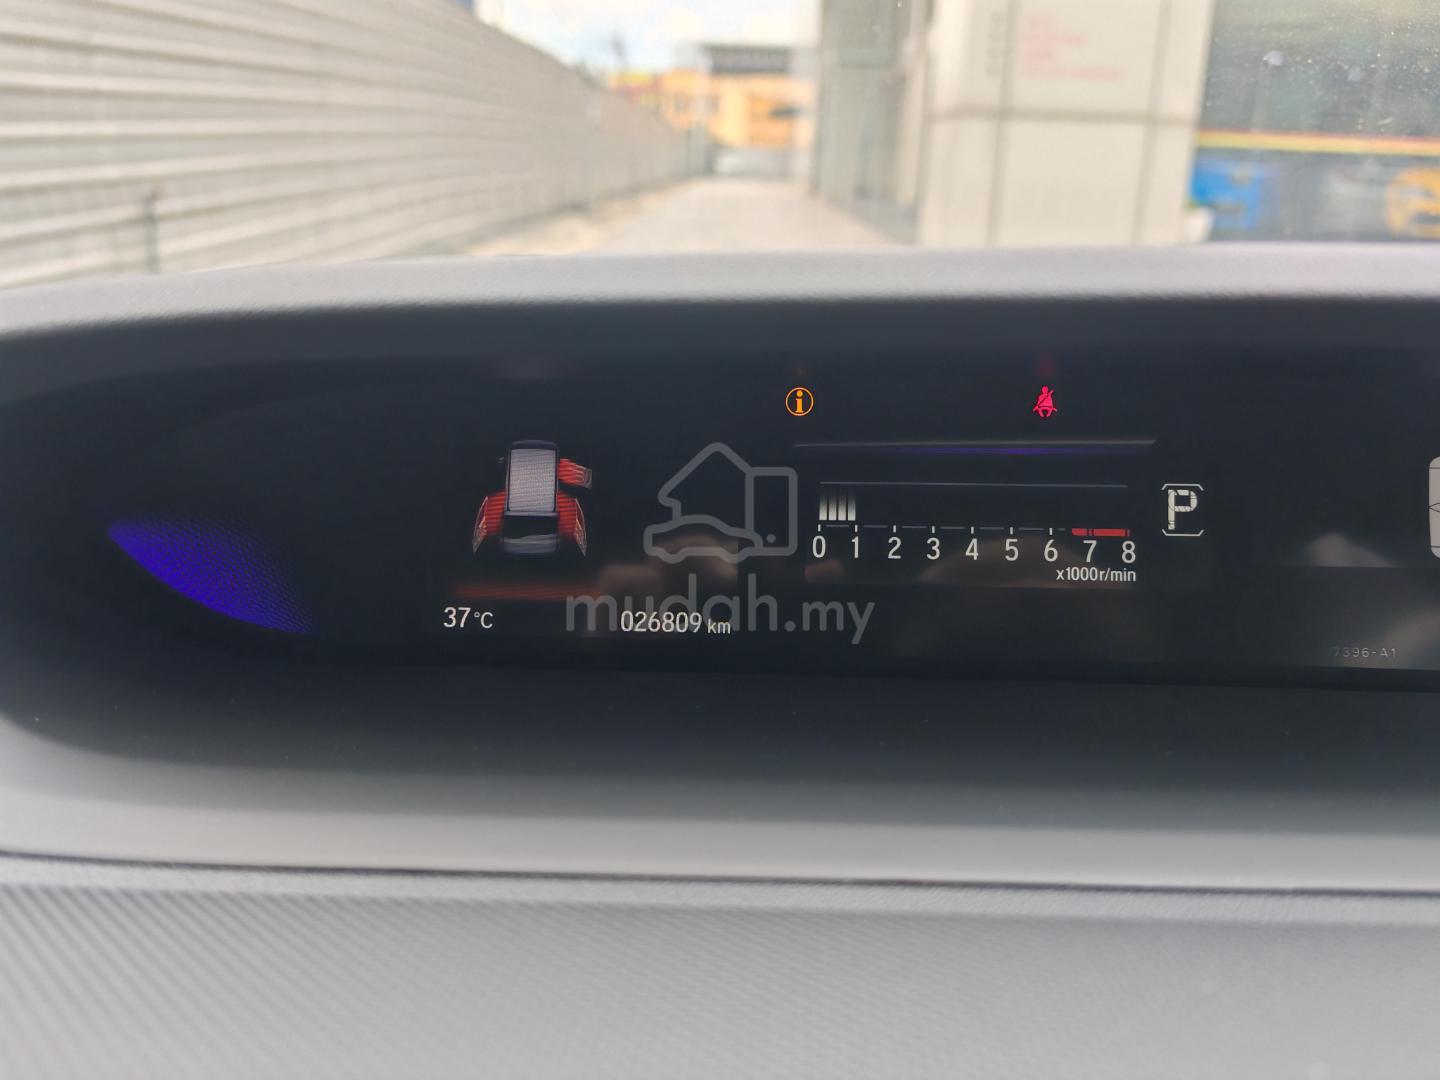 i
P
0 1 2 3 4 5 6 7 8
x1000r/min
37°C
026809 km
mudah.my
7396-A1